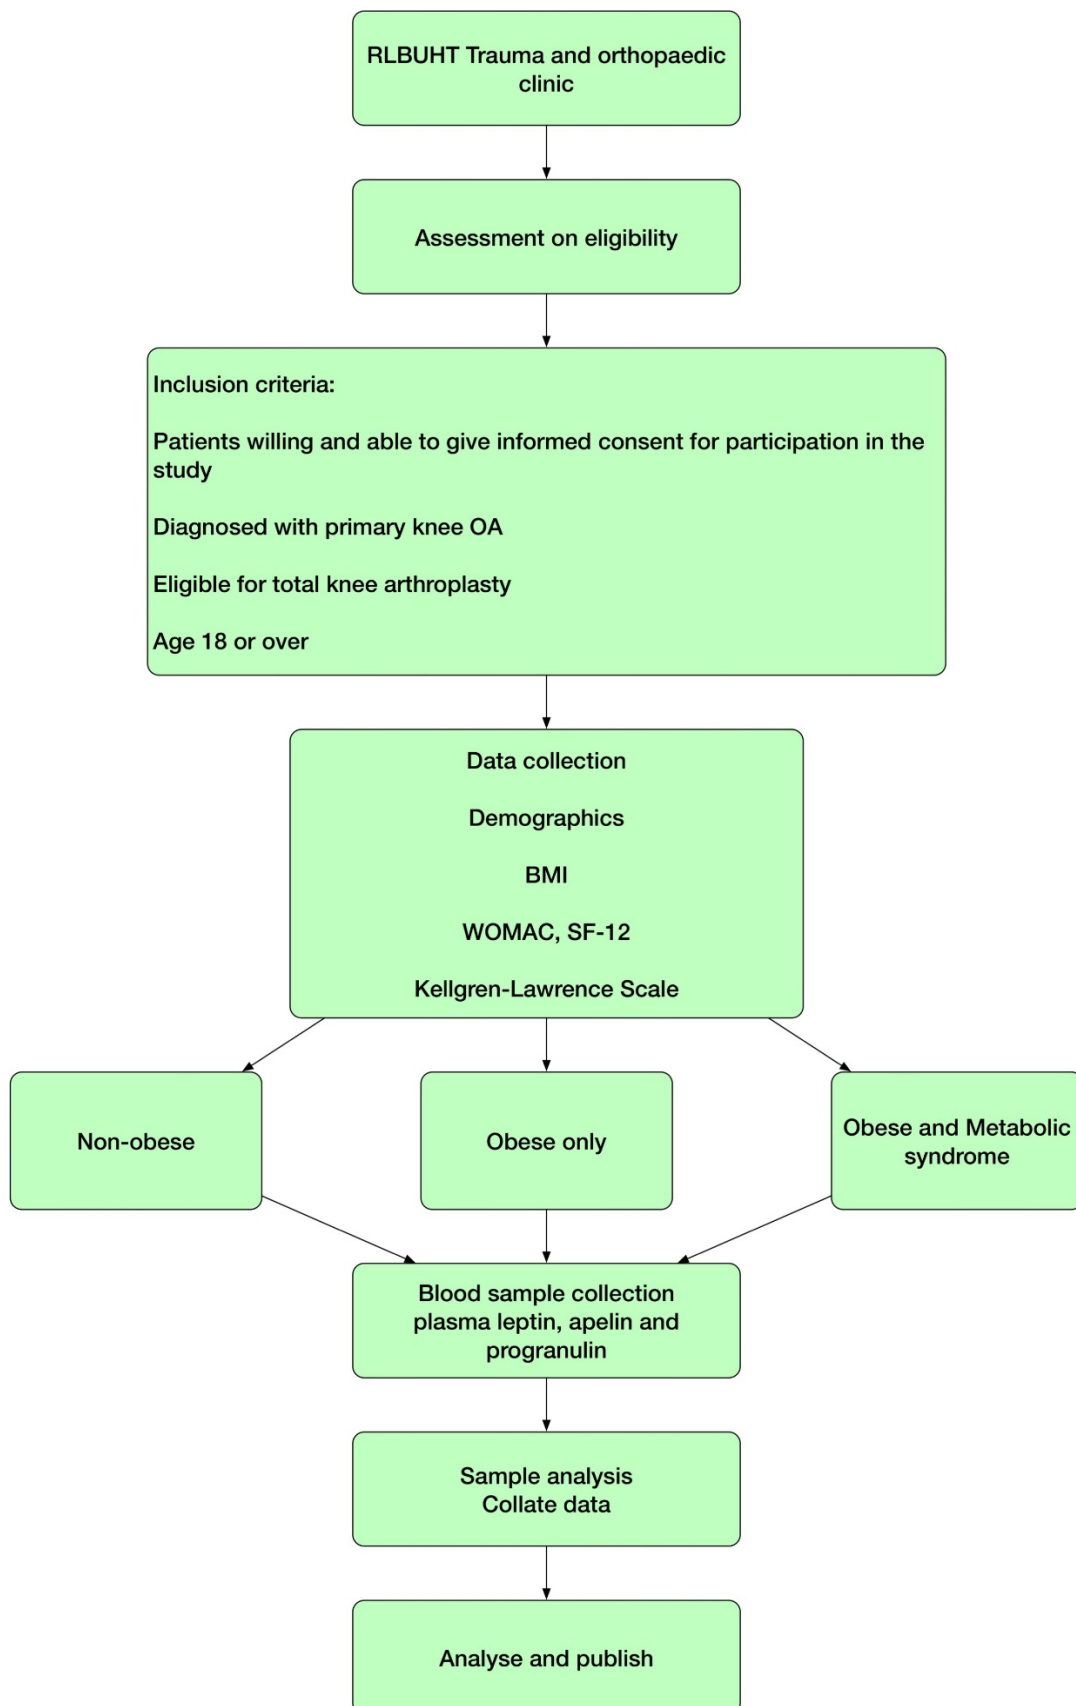 RLBUHT Trauma and orthopaedic
clinic
Assessment on eligibility
Inclusion criteria:
Patients willing and able to give informed consent for participation in the
study
Diagnosed with primary knee OA
Eligible for total knee arthroplasty
Age 18 or over
Data collection
Demographics
BMI
WOMAC, SF-12
Kellgren-Lawrence Scale
Non-obese
Obese only
Obese and Metabolic
syndrome
Blood sample collection
plasma leptin, apelin and
progranulin
Sample analysis
Collate data
Analyse and publish